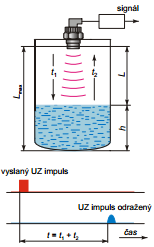 signál
Lmax
t1
t2
L
h
vyslaný UZ impuls
UZ impuls odražený
t = t1 + t2
čas